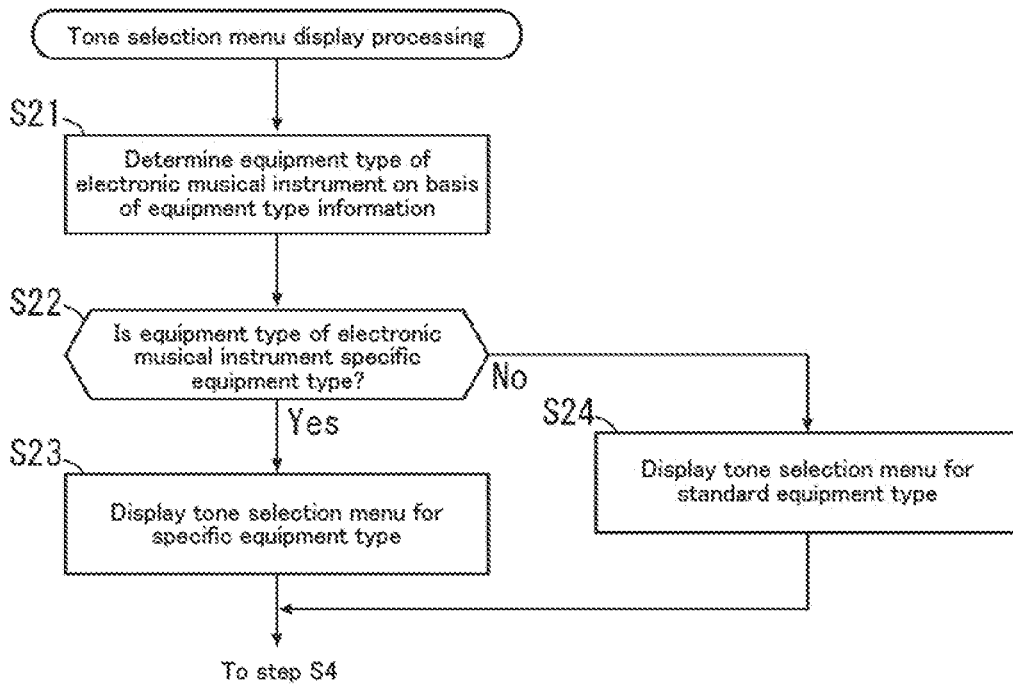 Tone selection menu display processing
S21
Determine equipment type of
electronic musical instrument on basis
of equipment type information
S22
Is equipment type of electronic
musical instrument specific
equipment type?
No
Yes
S23
Display tone selection menu for
specific equipment type
S24
Display tone selection menu for
standard equipment type
To step S4